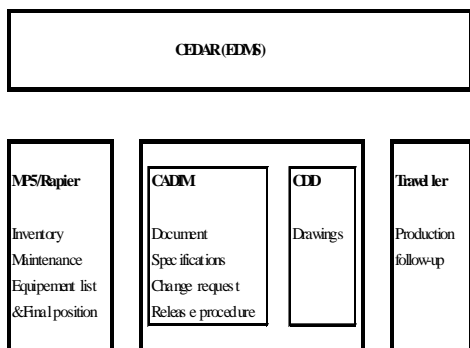 CEDAR (EDMS)
MP5/Rapier
Inventory
Maintenance
Equipement list
&Final position
CADIM
Document
Specifications
Change request
Release procedure
CDD
Drawings
Traveller
Production
follow-up